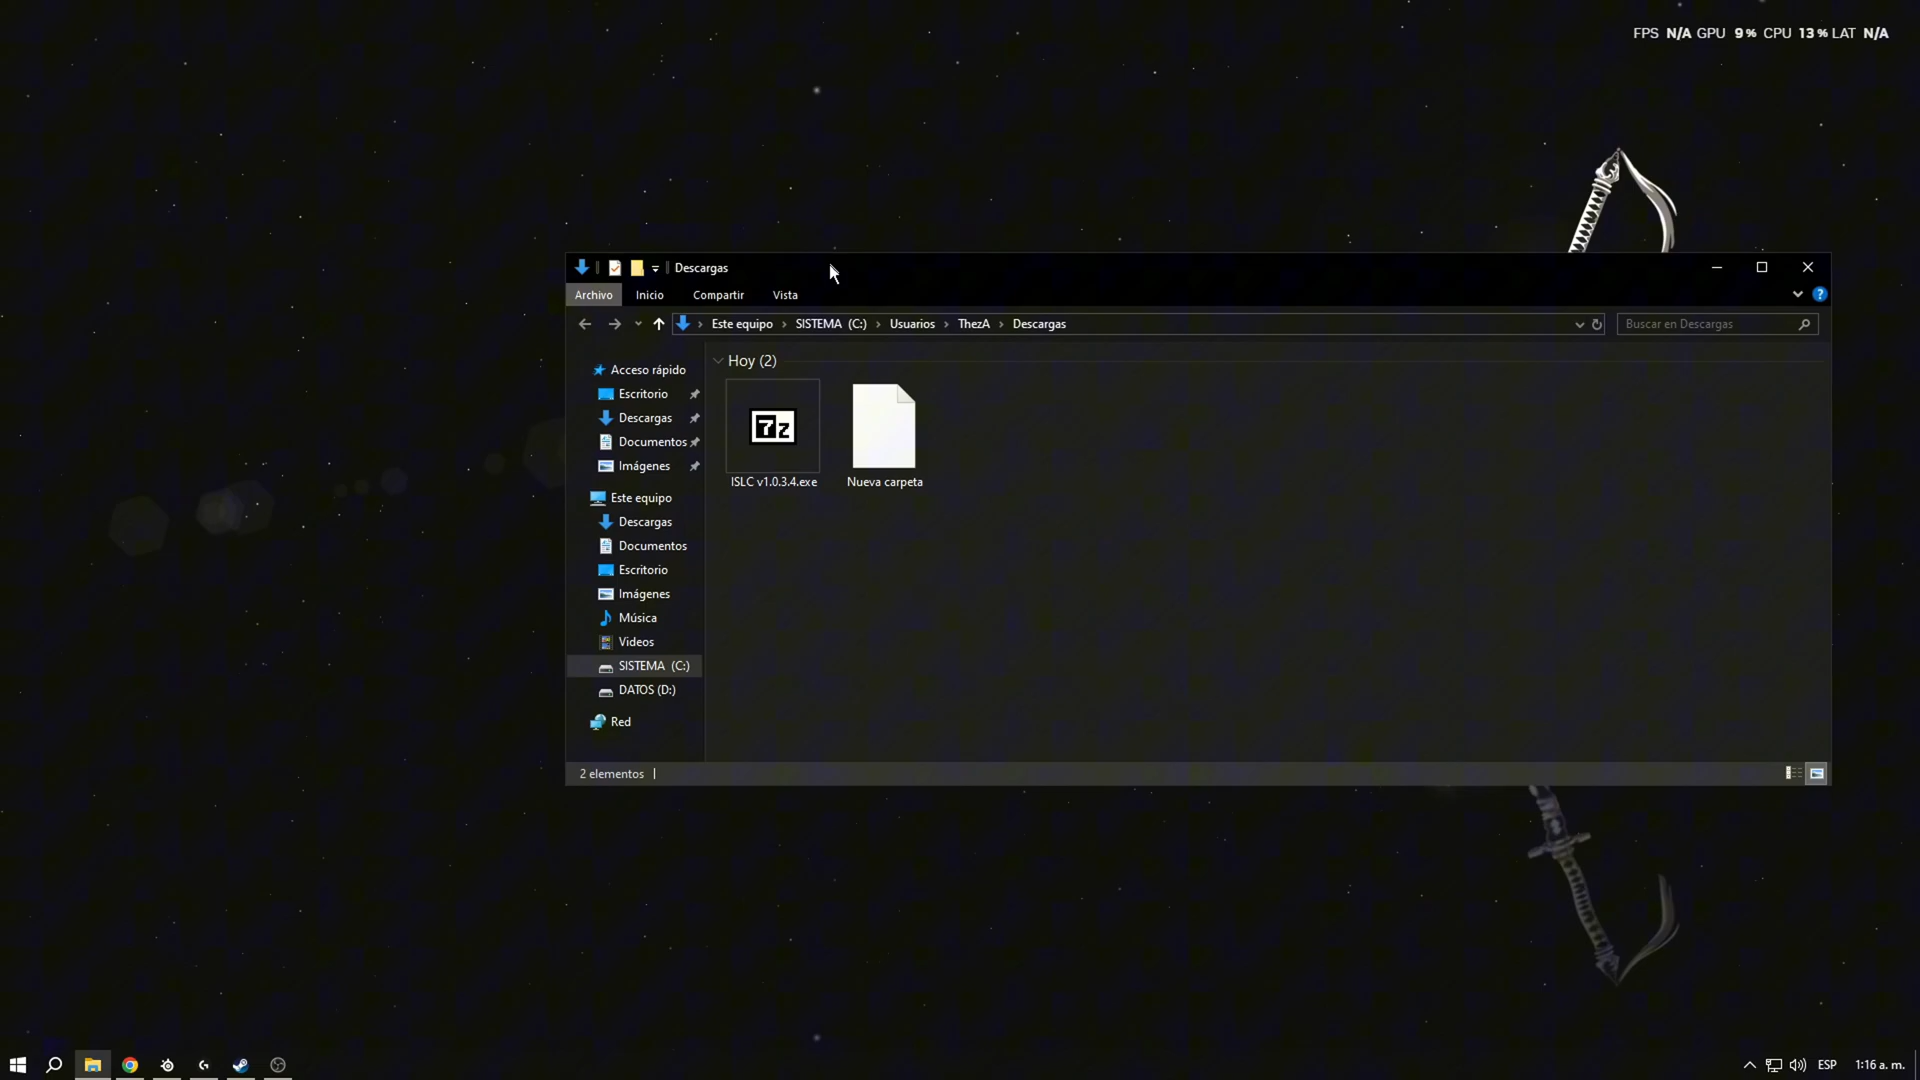 FPS N/A GPU 9% CPU 13% LAT N/A
Descargas
Archivo Inicio Compartir Vista
Este equipo > SISTEMA (C:) > Usuarios > ThezA > Descargas
Buscar en Descargas
Acceso rápido
Escritorio
Descargas
Documentos
Imágenes
Este equipo
Descargas
Documentos
Escritorio
Imágenes
Música
Videos
SISTEMA (C:)
DATOS (D:)
Red
Hoy (2)
7z
ISLC v1.0.3.4.exe
Nueva carpeta
2 elementos
ESP 1:16 a. m.